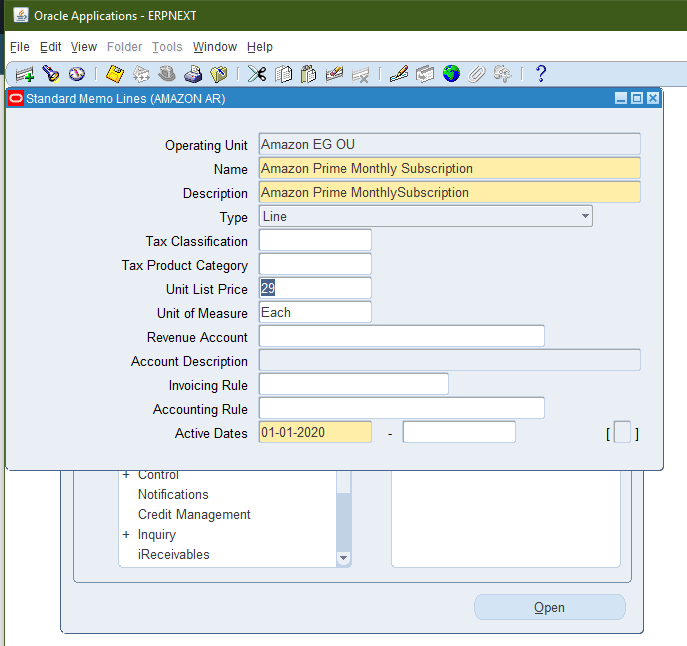 Oracle Applications - ERPNEXT
File Edit View Folder Tools Window Help
Standard Memo Lines (AMAZON AR)
Operating Unit Amazon EG OU
Name Amazon Prime Monthly Subscription
Description Amazon Prime MonthlySubscription
Type Line
Tax Classification
Tax Product Category
Unit List Price 29
Unit of Measure Each
Revenue Account
Account Description
Invoicing Rule
Accounting Rule
Active Dates 01-01-2020 - [ ]
+ Control
Notifications
Credit Management
+ Inquiry
iReceivables
Open